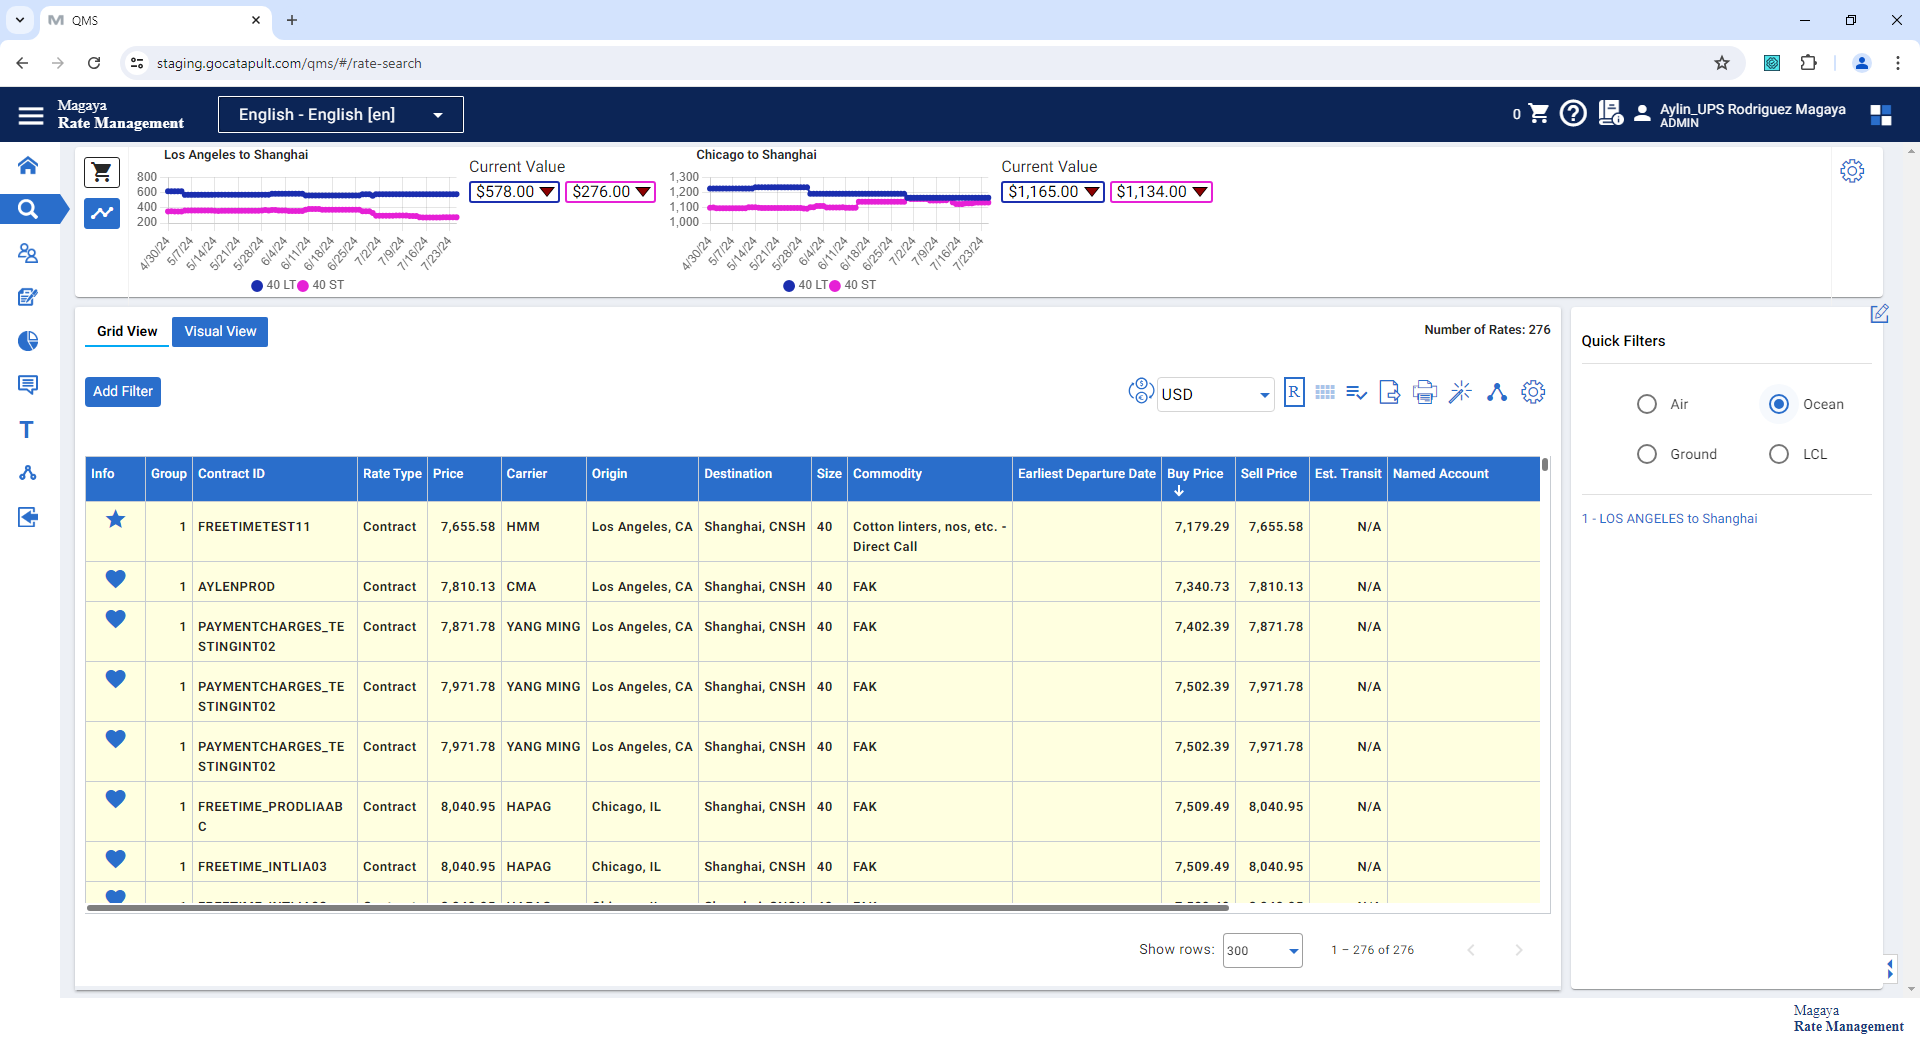 QMS
staging.gocatapult.com/qms/#/rate-search
Magaya
Rate Management
English - English [en]
0
Aylin_UPS Rodriguez Magaya
ADMIN
Los Angeles to Shanghai
800
600
400
200
4/30/24 5/7/24 5/14/24 5/21/24 5/28/24 6/4/24 6/11/24 6/18/24 6/25/24 7/2/24 7/9/24 7/16/24 7/23/24
40 LT 40 ST
Current Value
$578.00 $276.00
Chicago to Shanghai
1,300
1,200
1,100
1,000
4/30/24 5/7/24 5/14/24 5/21/24 5/28/24 6/4/24 6/11/24 6/18/24 6/25/24 7/2/24 7/9/24 7/16/24 7/23/24
40 LT 40 ST
Current Value
$1,165.00 $1,134.00
Grid View Visual View
Number of Rates: 276
Add Filter
USD
R
Info Group Contract ID Rate Type Price Carrier Origin Destination Size Commodity Earliest Departure Date Buy Price Sell Price Est. Transit Named Account
1 FREETIMETEST11 Contract 7,655.58 HMM Los Angeles, CA Shanghai, CNSH 40 Cotton linters, nos, etc. - 7,179.29 7,655.58 N/A
Direct Call
1 AYLENPROD Contract 7,810.13 CMA Los Angeles, CA Shanghai, CNSH 40 FAK 7,340.73 7,810.13 N/A
1 PAYMENTCHARGES_TE Contract 7,871.78 YANG MING Los Angeles, CA Shanghai, CNSH 40 FAK 7,402.39 7,871.78 N/A
STINGINT02
1 PAYMENTCHARGES_TE Contract 7,971.78 YANG MING Los Angeles, CA Shanghai, CNSH 40 FAK 7,502.39 7,971.78 N/A
STINGINT02
1 PAYMENTCHARGES_TE Contract 7,971.78 YANG MING Los Angeles, CA Shanghai, CNSH 40 FAK 7,502.39 7,971.78 N/A
STINGINT02
1 FREETIME_PRODLIAAB Contract 8,040.95 HAPAG Chicago, IL Shanghai, CNSH 40 FAK 7,509.49 8,040.95 N/A
C
1 FREETIME_INTLIA03 Contract 8,040.95 HAPAG Chicago, IL Shanghai, CNSH 40 FAK 7,509.49 8,040.95 N/A
Show rows: 300 1 – 276 of 276
Quick Filters
Air Ocean
Ground LCL
1 - LOS ANGELES to Shanghai
Magaya
Rate Management